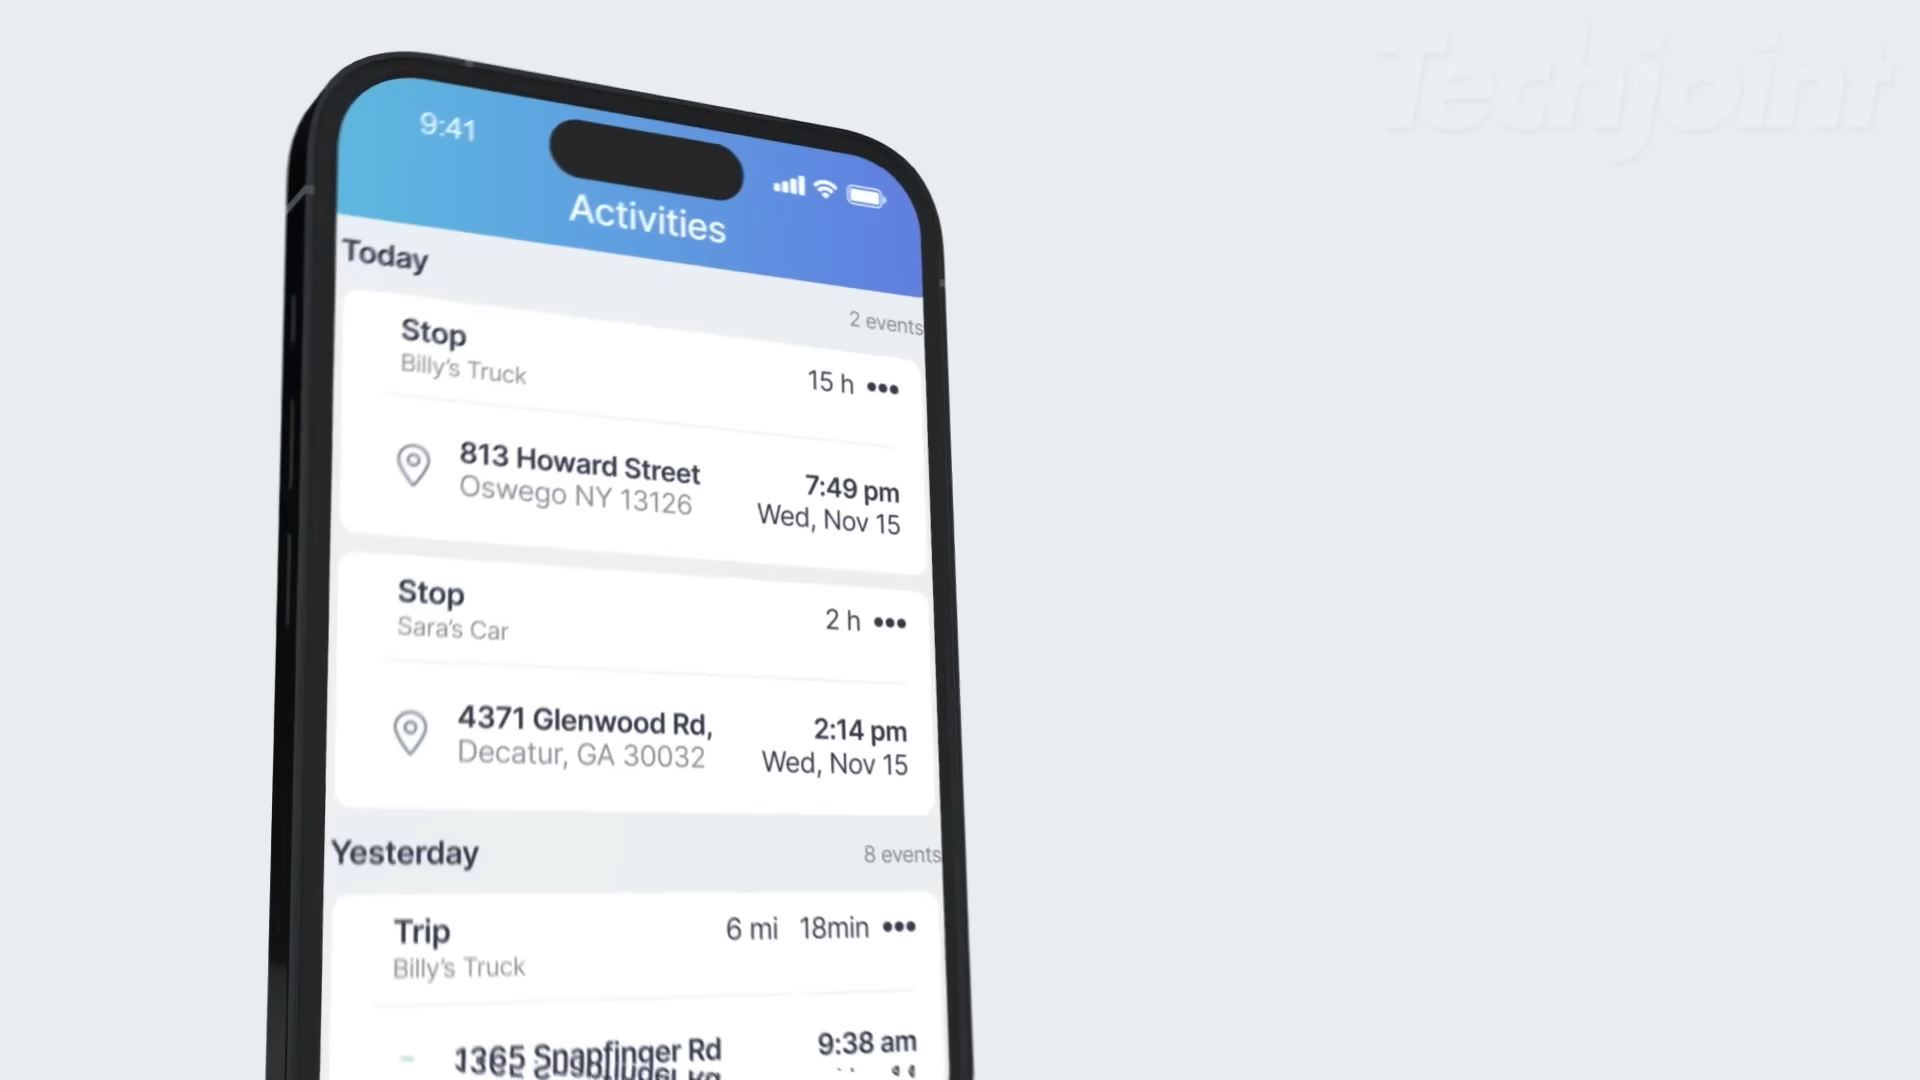 Techjoint
9:41
Activities
Today
2 events
Stop
Billy's Truck
15 h
813 Howard Street
Oswego NY 13126
7:49 pm
Wed, Nov 15
Stop
Sara's Car
2 h
4371 Glenwood Rd,
Decatur, GA 30032
2:14 pm
Wed, Nov 15
Yesterday
8 events
Trip
Billy's Truck
6 mi 18min
1365 Snapfinger Rd
9:38 am